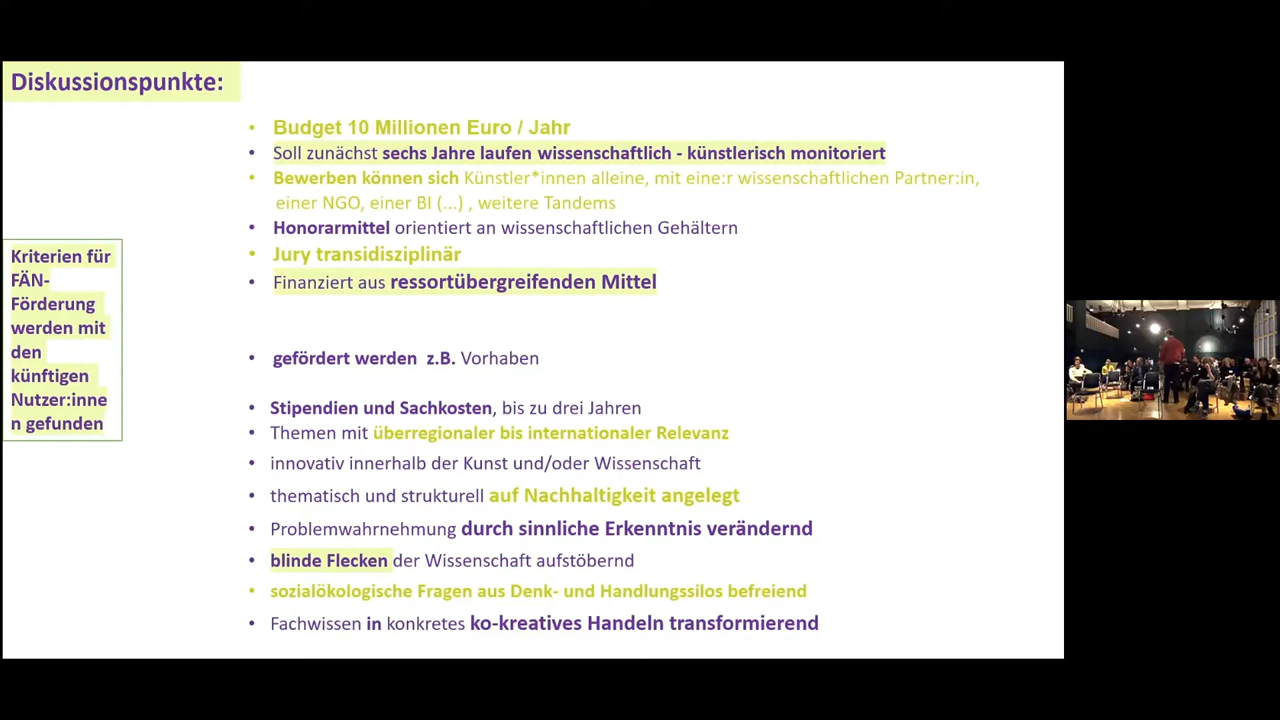 Diskussionspunkte:
• Budget 10 Millionen Euro / Jahr
• Soll zunächst sechs Jahre laufen wissenschaftlich - künstlerisch monitoriert
• Bewerben können sich Künstler*innen alleine, mit eine:r wissenschaftlichen Partner:in,
einer NGO, einer BI (...) , weitere Tandems
• Honorarmittel orientiert an wissenschaftlichen Gehältern
• Jury transidisziplinär
• Finanziert aus ressortübergreifenden Mittel
Kriterien für
FÄN-
Förderung
werden mit
den
künftigen
Nutzer:inne
n gefunden
• gefördert werden z.B. Vorhaben
• Stipendien und Sachkosten, bis zu drei Jahren
• Themen mit überregionaler bis internationaler Relevanz
• innovativ innerhalb der Kunst und/oder Wissenschaft
• thematisch und strukturell auf Nachhaltigkeit angelegt
• Problemwahrnehmung durch sinnliche Erkenntnis verändernd
• blinde Flecken der Wissenschaft aufstöbernd
• sozialökologische Fragen aus Denk- und Handlungssilos befreiend
• Fachwissen in konkretes ko-kreatives Handeln transformierend